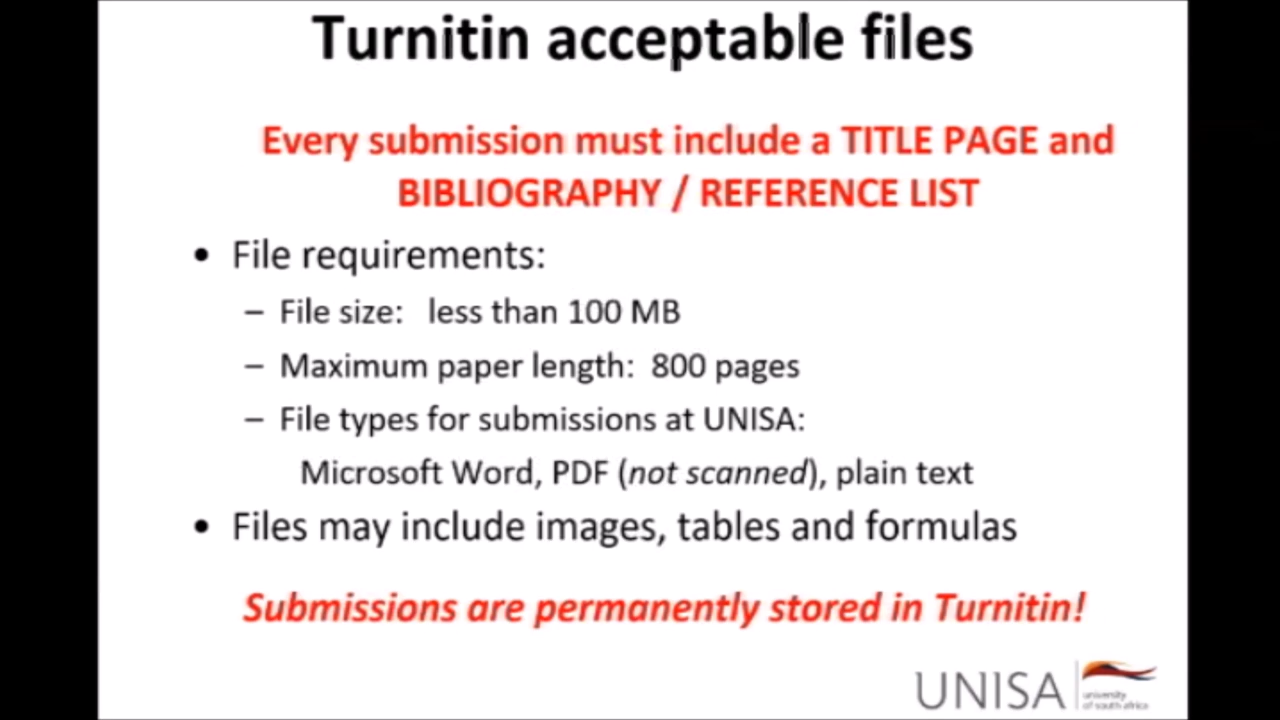 Turnitin acceptable files
Every submission must include a TITLE PAGE and
BIBLIOGRAPHY / REFERENCE LIST
• File requirements:
– File size: less than 100 MB
– Maximum paper length: 800 pages
– File types for submissions at UNISA:
Microsoft Word, PDF (not scanned), plain text
• Files may include images, tables and formulas
Submissions are permanently stored in Turnitin!
UNISA
university
of south africa